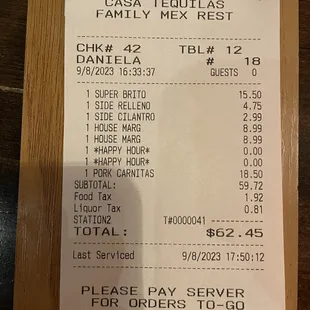 CASA TEQUILAS
FAMILY MEX REST
CHK# 42 TBL# 12
DANIELA # 18
9/8/2023 16:33:37 GUESTS 0
1 SUPER BRITO 15.50
1 SIDE RELLENO 4.75
1 SIDE CILANTRO 2.99
1 HOUSE MARG 8.99
1 HOUSE MARG 8.99
1 *HAPPY HOUR* 0.00
1 *HAPPY HOUR* 0.00
1 PORK CARNITAS 18.50
SUBTOTAL: 59.72
Food Tax 1.92
Liquor Tax 0.81
STATION2 T#0000041
TOTAL: $62.45
Last Serviced 9/8/2023 17:50:12
PLEASE PAY SERVER
FOR ORDERS TO-GO